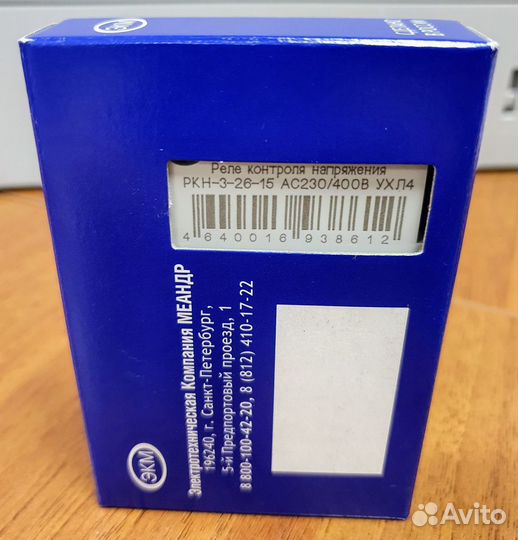 ЭКМ
Реле контроля напряжения
РКН-3-26-15 АС230/400В УХЛ4
4 640016 938612
ЭКМ
Электротехническая Компания МЕАНДР
196240, г. Санкт-Петербург,
5-й Предпортовый проезд, 1
8 800-100-42-20, 8 (812) 410-17-22
Avito